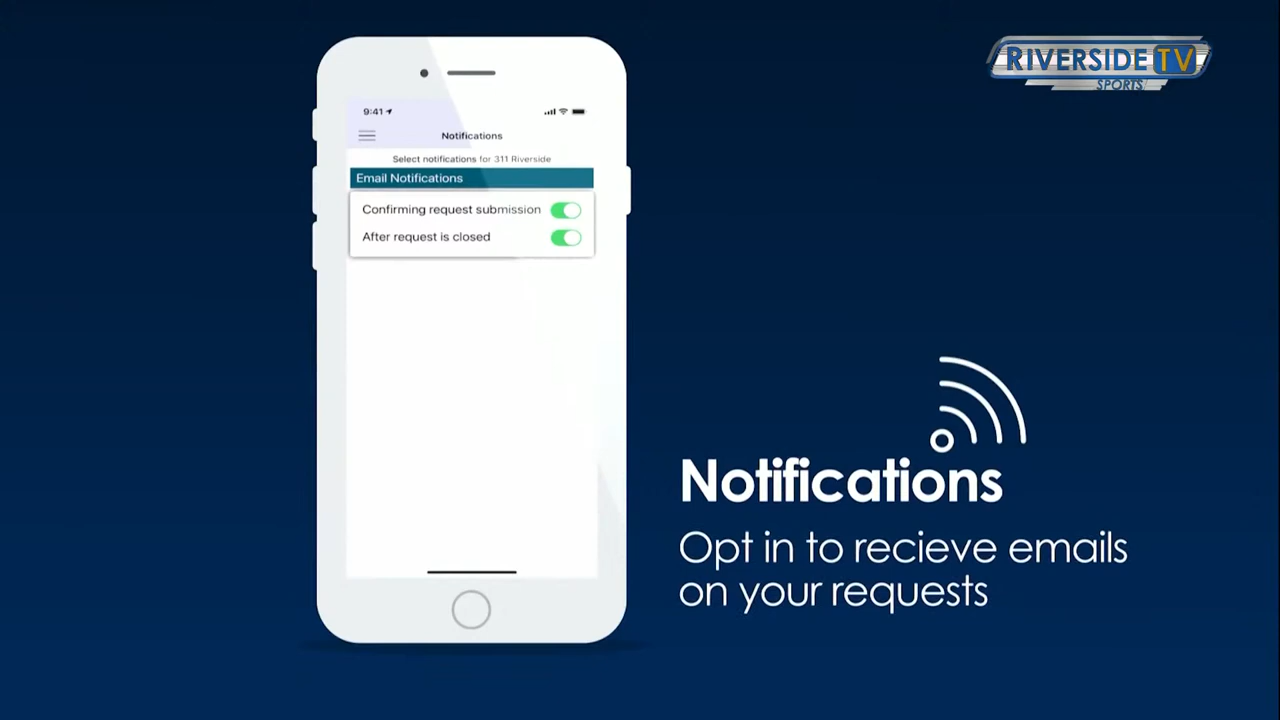 RIVERSIDE TV
SPORTS
9:41
Notifications
Select notifications for 311 Riverside
Email Notifications
Confirming request submission
After request is closed
Notifications
Opt in to recieve emails
on your requests